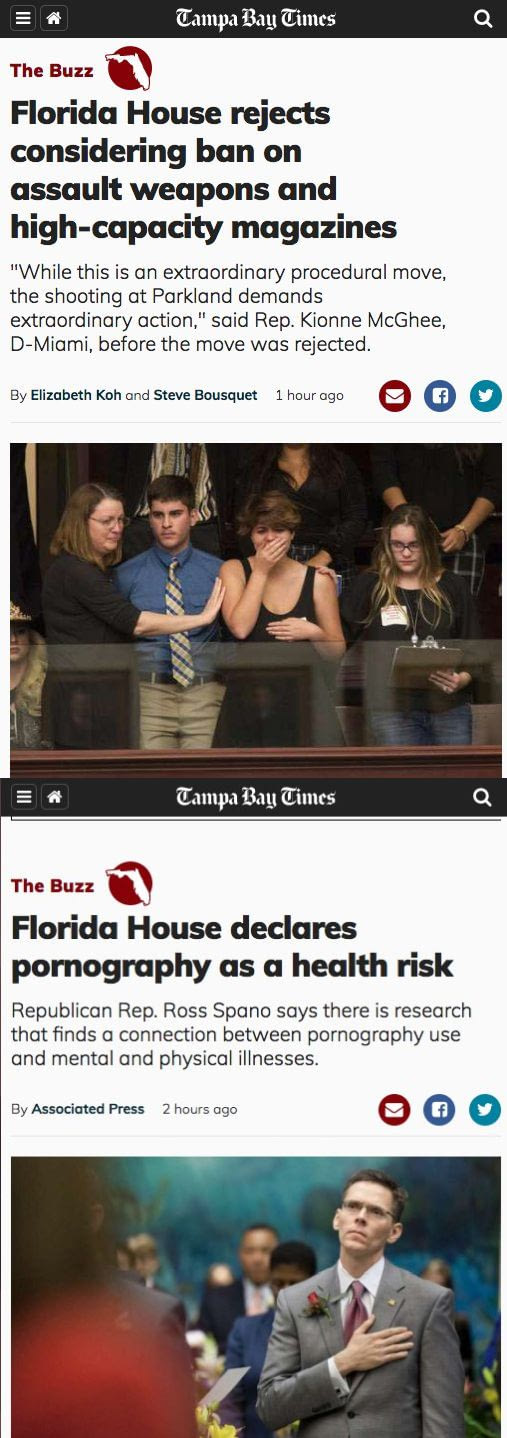 Tampa Bay Times
The Buzz
Florida House rejects
considering ban on
assault weapons and
high-capacity magazines
"While this is an extraordinary procedural move,
the shooting at Parkland demands
extraordinary action," said Rep. Kionne McGhee,
D-Miami, before the move was rejected.
By Elizabeth Koh and Steve Bousquet 1 hour ago
Tampa Bay Times
The Buzz
Florida House declares
pornography as a health risk
Republican Rep. Ross Spano says there is research
that finds a connection between pornography use
and mental and physical illnesses.
By Associated Press 2 hours ago